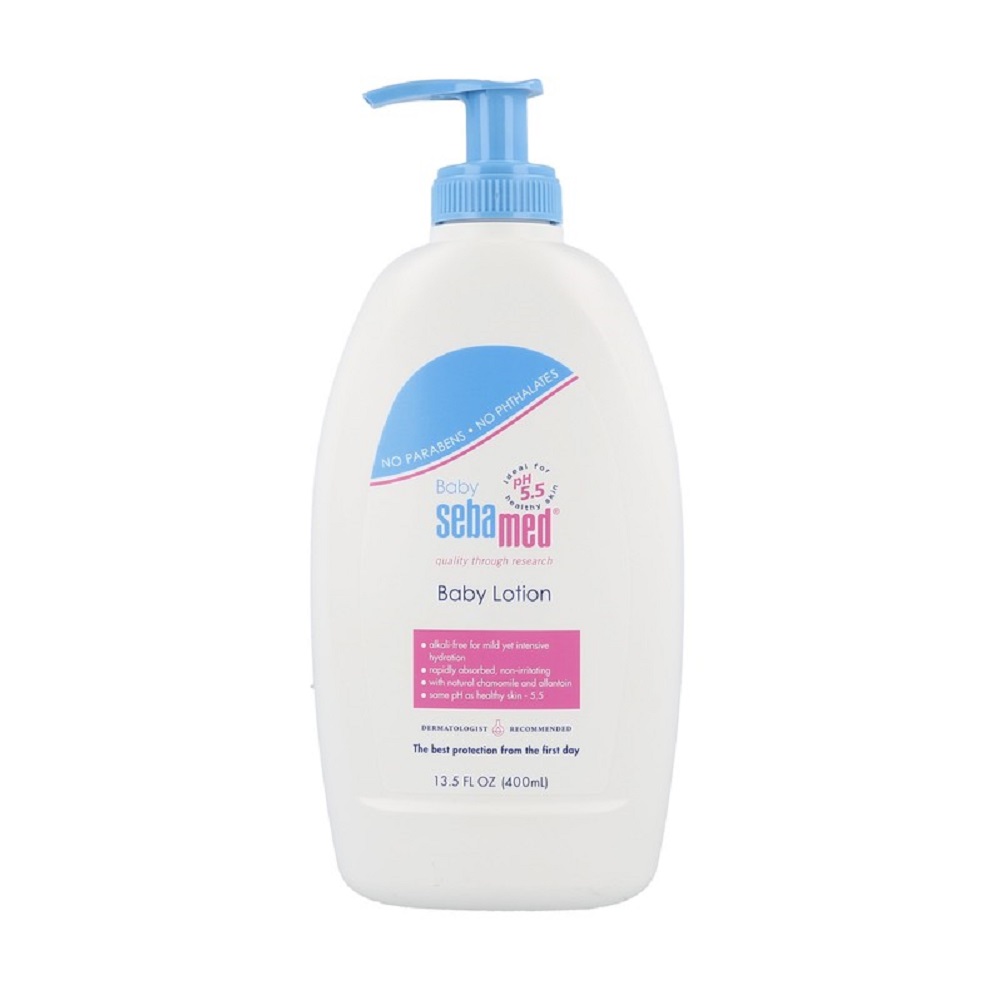 NO PARABENS • NO PHTHALATES
Baby
ideal for
pH
5.5
healthy skin
sebamed®
quality through research
Baby Lotion
• alkali-free for mild yet intensive
hydration
• rapidly absorbed, non-irritating
• with natural chamomile and allantoin
• same pH as healthy skin - 5.5
DERMATOLOGIST RECOMMENDED
The best protection from the first day
13.5 FL OZ (400mL)